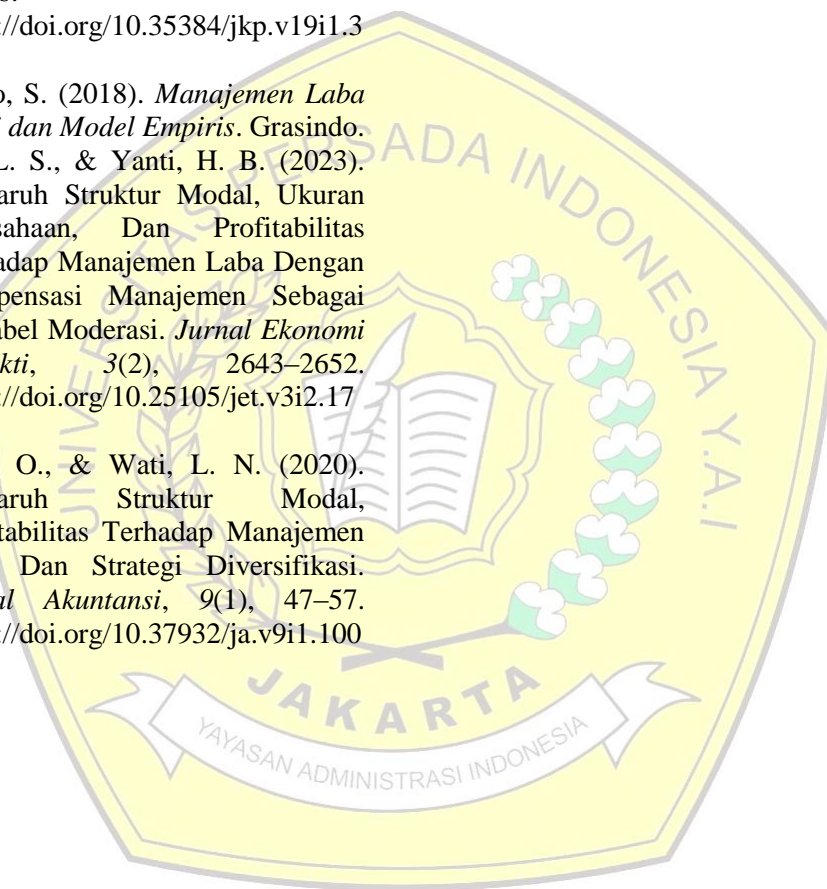 ://doi.org/10.35384/jkp.v19i1.3
o, S. (2018). Manajemen Laba
dan Model Empiris. Grasindo.
L. S., & Yanti, H. B. (2023).
aruh Struktur Modal, Ukuran
sahaan, Dan Profitabilitas
adap Manajemen Laba Dengan
pensasi Manajemen Sebagai
abel Moderasi. Jurnal Ekonomi
kti, 3(2), 2643–2652.
://doi.org/10.25105/jet.v3i2.17
O., & Wati, L. N. (2020).
aruh Struktur Modal,
tabilitas Terhadap Manajemen
Dan Strategi Diversifikasi.
al Akuntansi, 9(1), 47–57.
://doi.org/10.37932/ja.v9i1.100
UNIVERSITAS PERSADA INDONESIA Y.A.I
JAKARTA
YAYASAN ADMINISTRASI INDONESIA